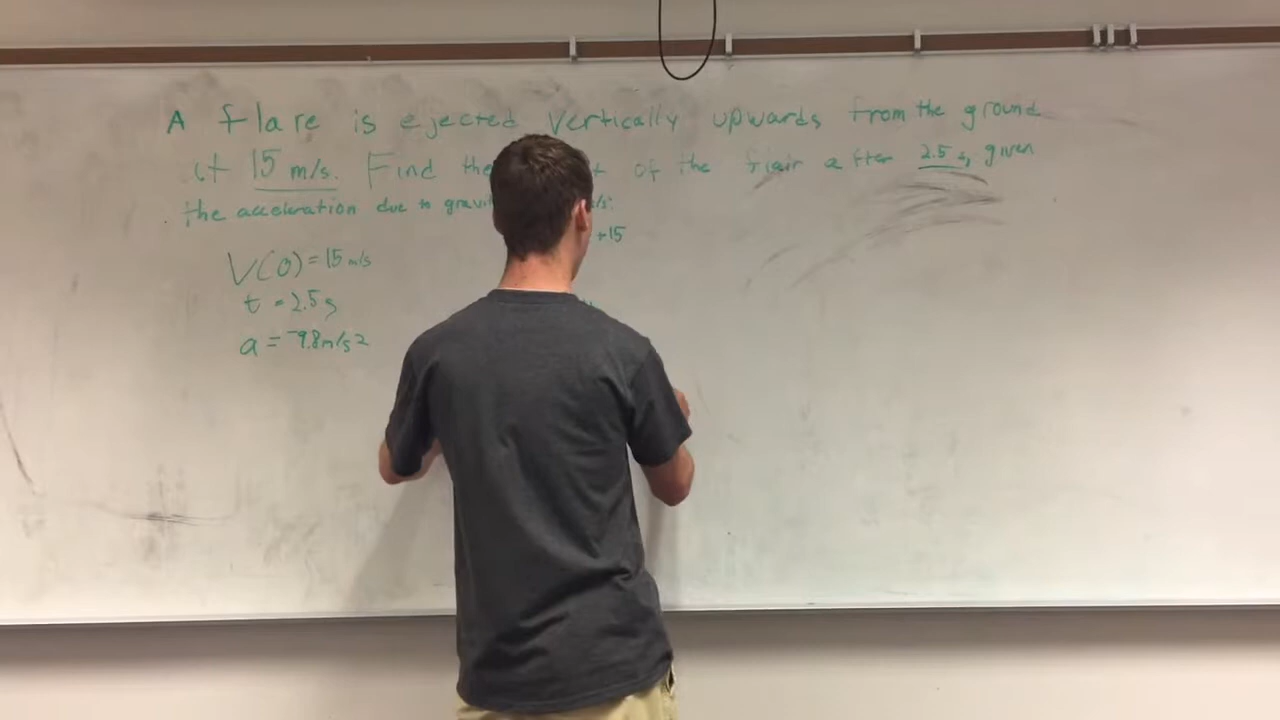 A flare is ejected vertically upwards from the ground
at 15 m/s. Find the of the flair after 2.5 s, given
the acceleration due to
V(0) = 15 m/s
+15
t = 2.5 s
a = -9.8m/s2